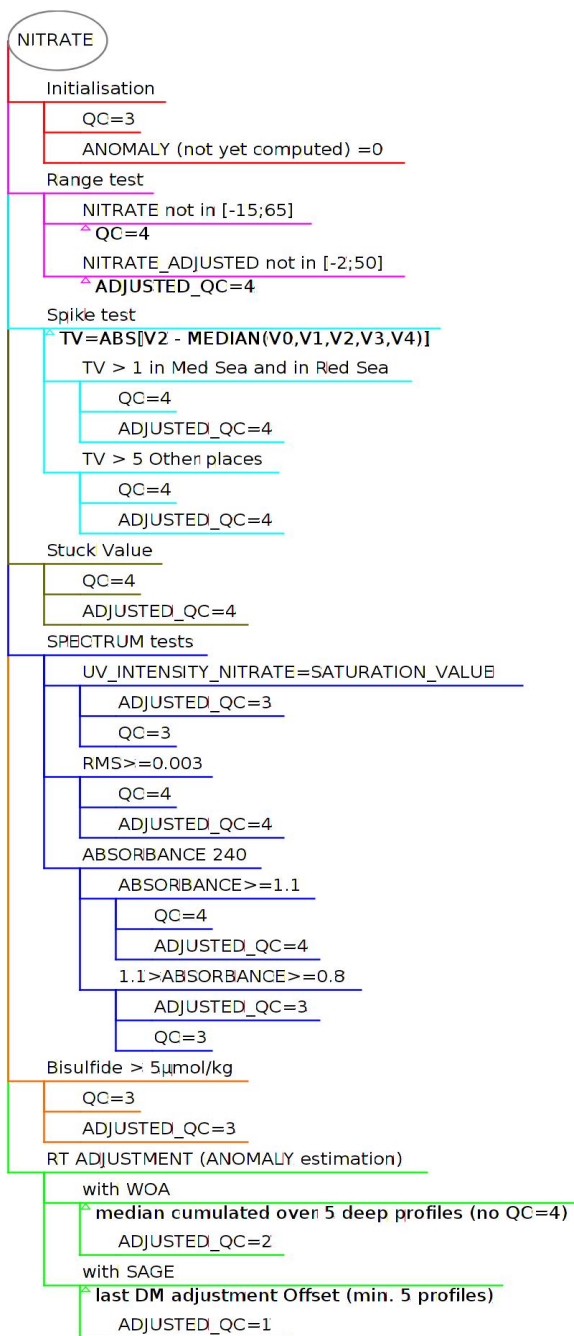 NITRATE
Initialisation
QC=3
ANOMALY (not yet computed) =0
Range test
NITRATE not in [-15;65]
QC=4
NITRATE_ADJUSTED not in [-2;50]
ADJUSTED_QC=4
Spike test
TV=ABS[V2 - MEDIAN(V0,V1,V2,V3,V4)]
TV > 1 in Med Sea and in Red Sea
QC=4
ADJUSTED_QC=4
TV > 5 Other places
QC=4
ADJUSTED_QC=4
Stuck Value
QC=4
ADJUSTED_QC=4
SPECTRUM tests
UV_INTENSITY_NITRATE=SATURATION_VALUE
ADJUSTED_QC=3
QC=3
RMS>=0.003
QC=4
ADJUSTED_QC=4
ABSORBANCE 240
ABSORBANCE>=1.1
QC=4
ADJUSTED_QC=4
1.1>ABSORBANCE>=0.8
ADJUSTED_QC=3
QC=3
Bisulfide > 5µmol/kg
QC=3
ADJUSTED_QC=3
RT ADJUSTMENT (ANOMALY estimation)
with WOA
median cumulated over 5 deep profiles (no QC=4)
ADJUSTED_QC=2
with SAGE
last DM adjustment Offset (min. 5 profiles)
ADJUSTED_QC=1